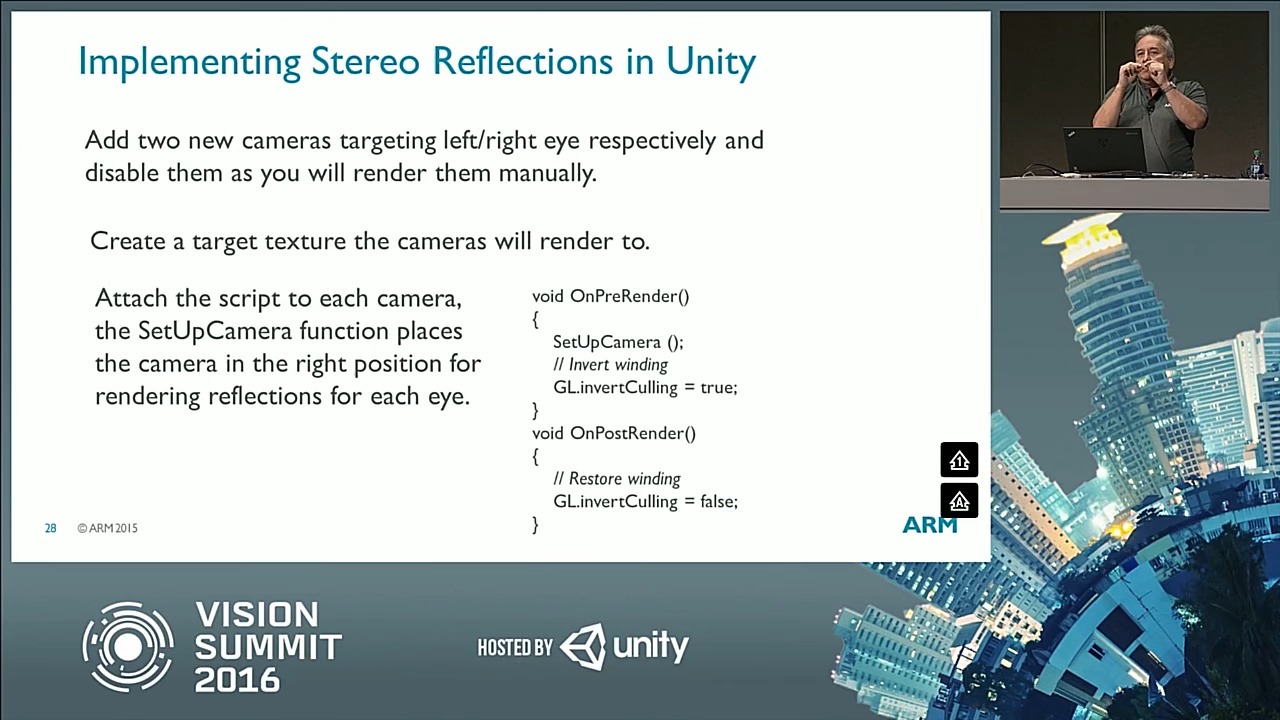 Implementing Stereo Reflections in Unity
Add two new cameras targeting left/right eye respectively and
disable them as you will render them manually.
Create a target texture the cameras will render to.
Attach the script to each camera,
the SetUpCamera function places
the camera in the right position for
rendering reflections for each eye.
void OnPreRender()
{
SetUpCamera ();
// Invert winding
GL.invertCulling = true;
}
void OnPostRender()
{
// Restore winding
GL.invertCulling = false;
}
28 © ARM 2015
1
A
ARM
VISION
SUMMIT
2016
HOSTED BY unity